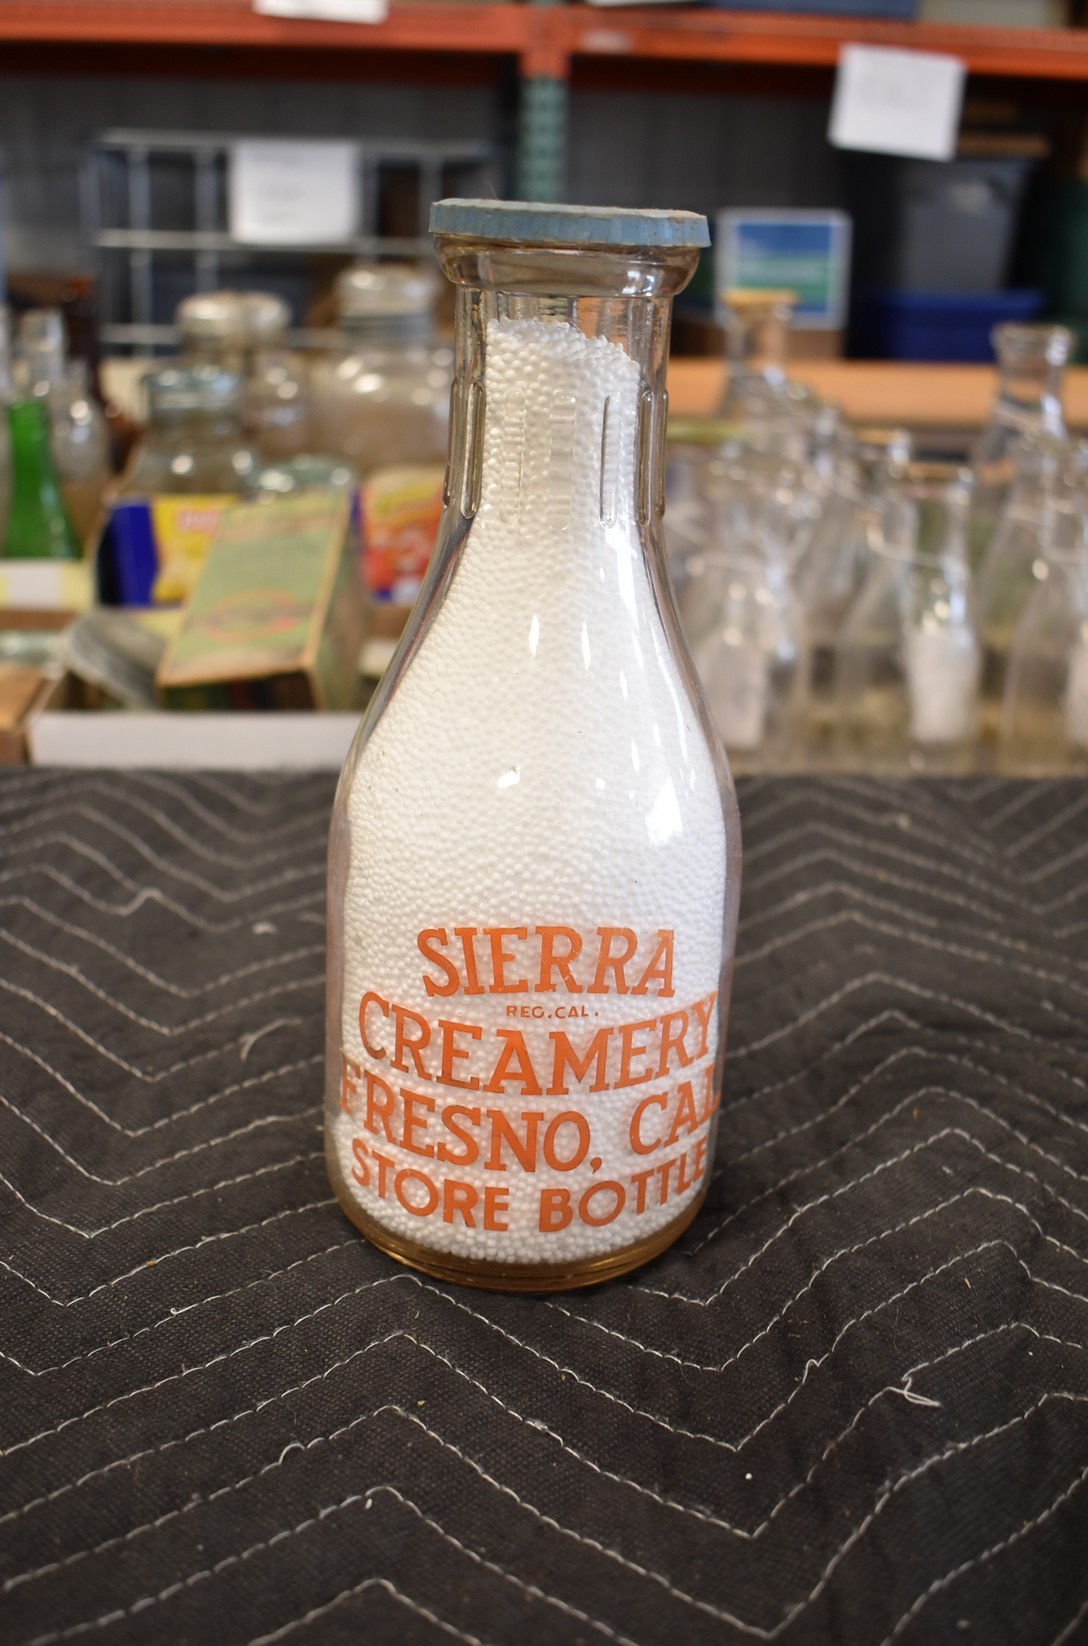 SIERRA
REG.CAL.
CREAMERY
FRESNO, CAL
STORE BOTTLE